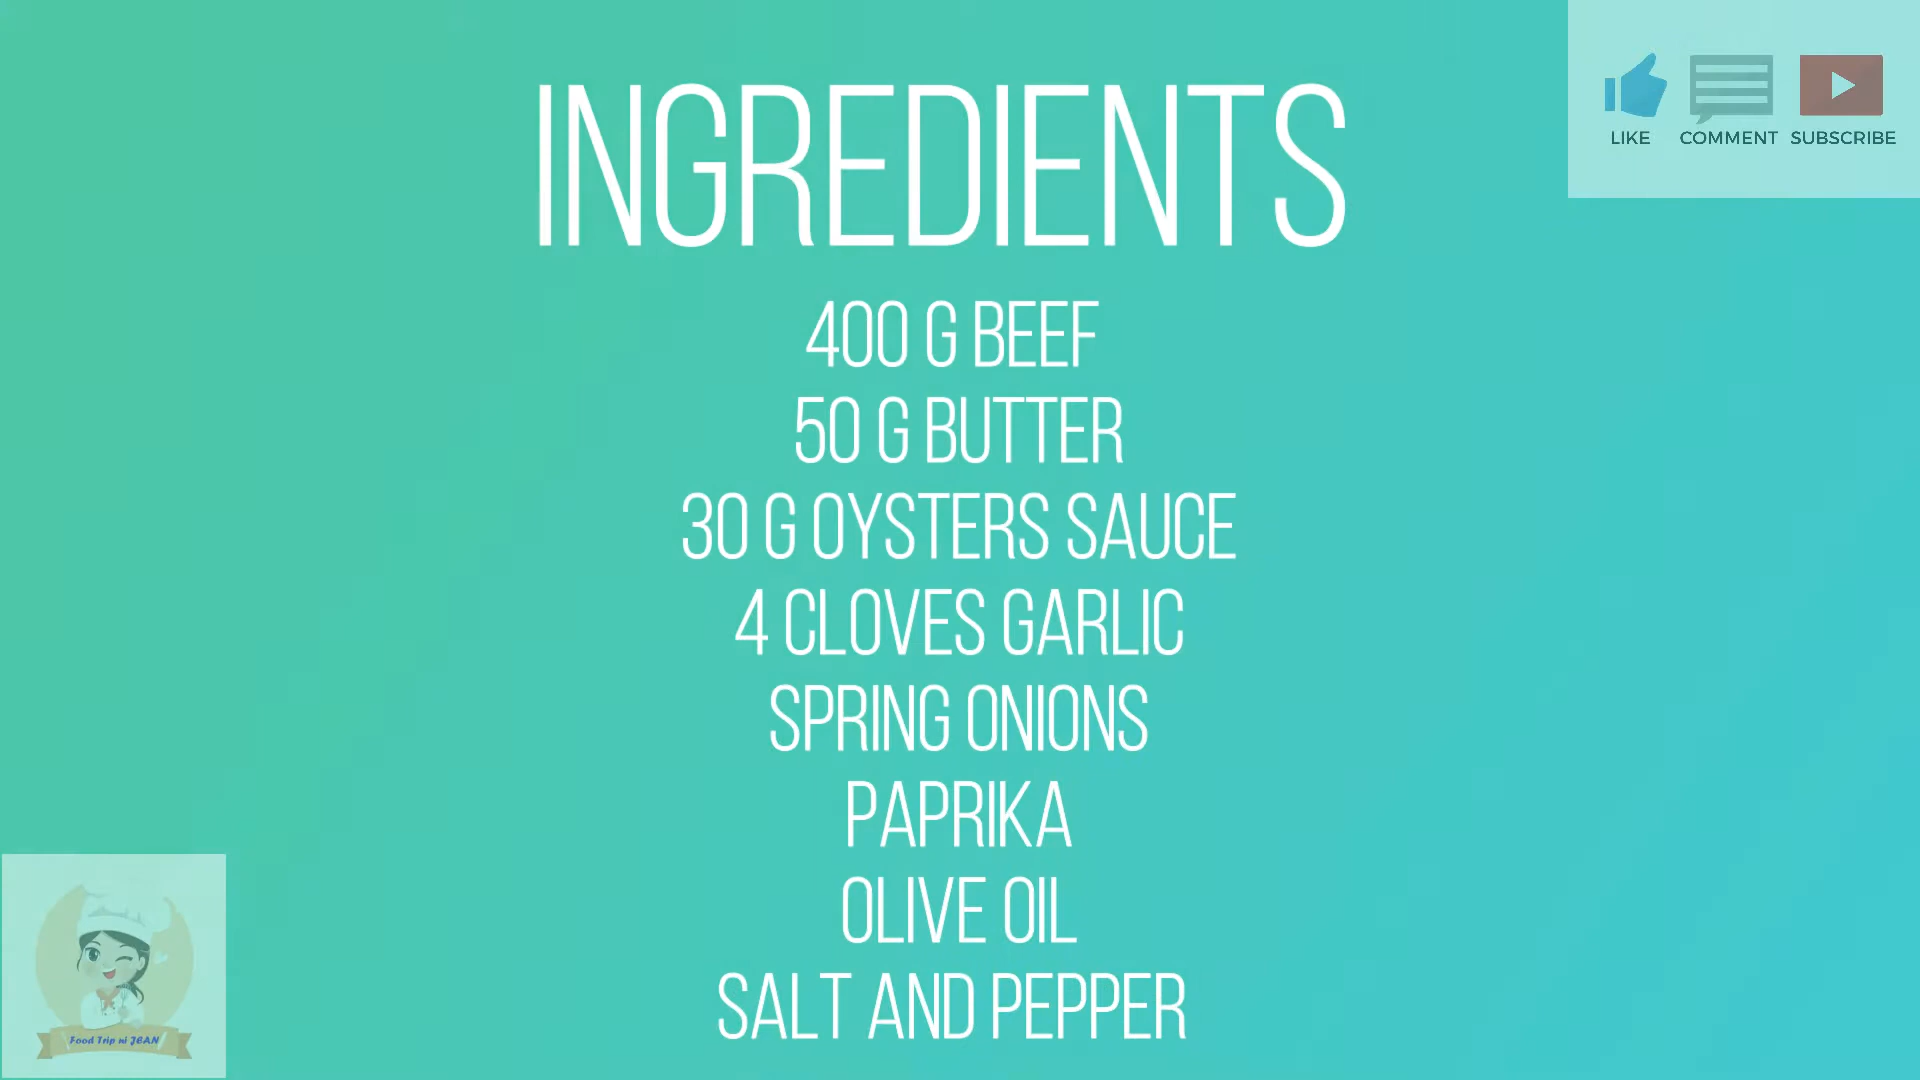 INGREDIENTS
LIKE COMMENT SUBSCRIBE
400 G BEEF
50 G BUTTER
30 G OYSTERS SAUCE
4 CLOVES GARLIC
SPRING ONIONS
PAPRIKA
OLIVE OIL
SALT AND PEPPER
Food Trip ni JEAN